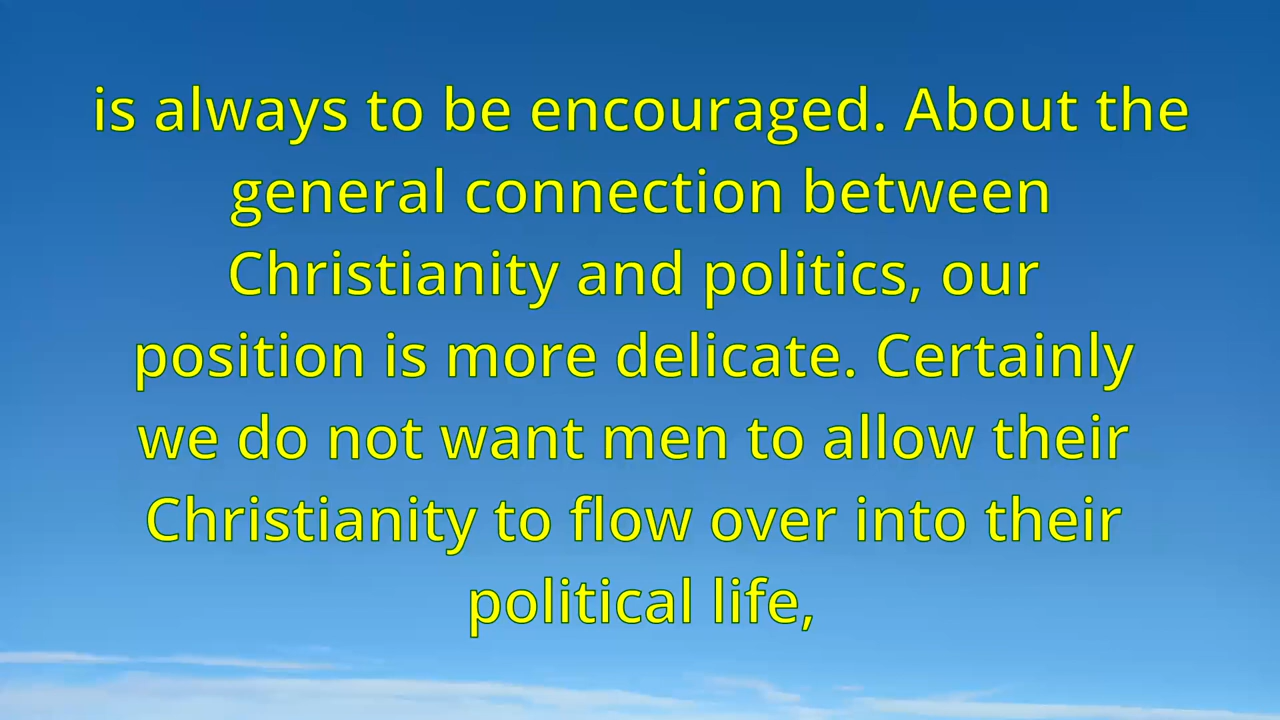 is always to be encouraged. About the
general connection between
Christianity and politics, our
position is more delicate. Certainly
we do not want men to allow their
Christianity to flow over into their
political life,